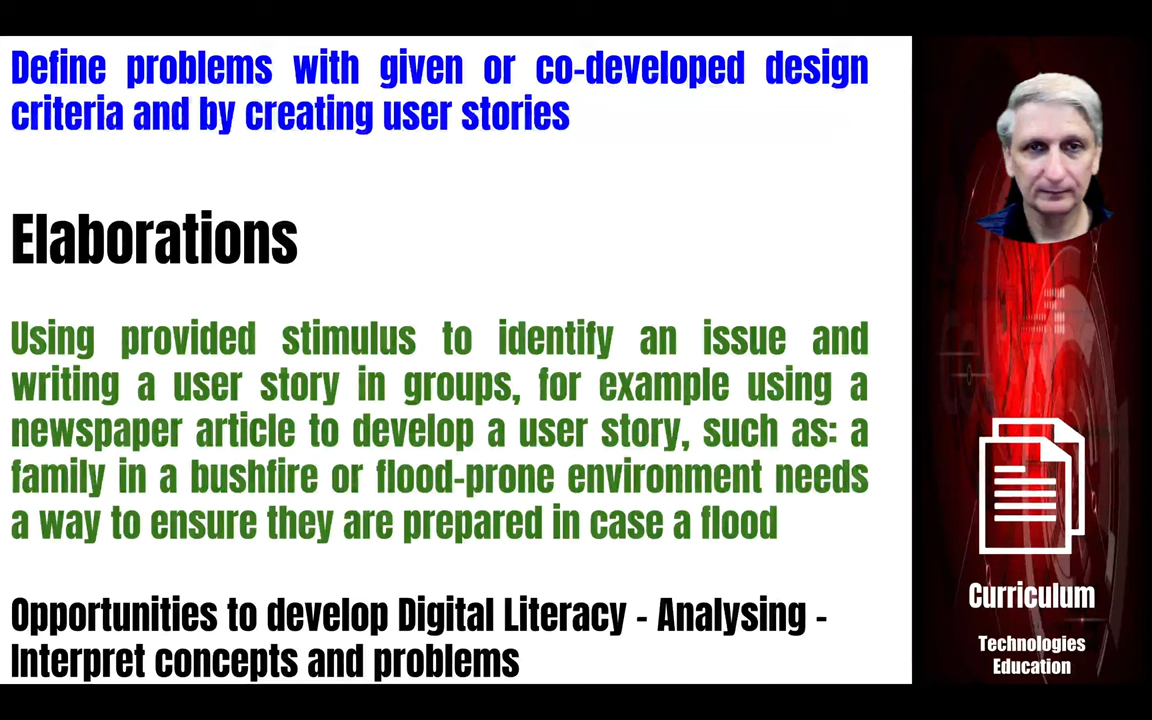 Define problems with given or co-developed design
criteria and by creating user stories
Elaborations
Using provided stimulus to identify an issue and
writing a user story in groups, for example using a
newspaper article to develop a user story, such as: a
family in a bushfire or flood-prone environment needs
a way to ensure they are prepared in case a flood
Opportunities to develop Digital Literacy - Analysing -
Interpret concepts and problems
Curriculum
Technologies
Education